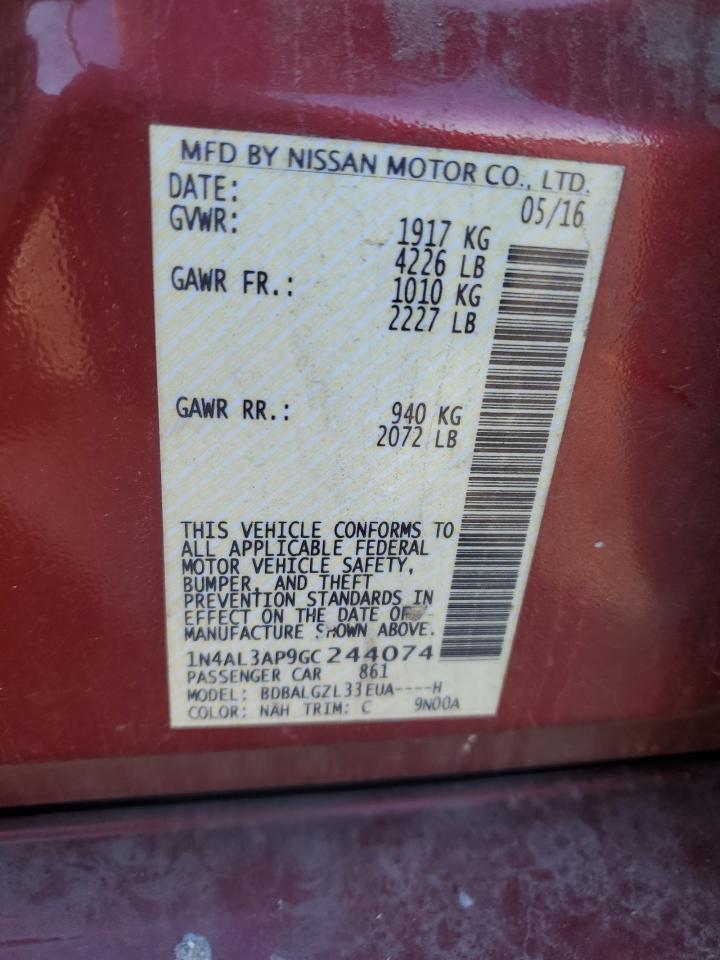 MFD BY NISSAN MOTOR CO., LTD.
DATE: 05/16
GVWR: 1917 KG
4226 LB
GAWR FR.: 1010 KG
2227 LB
GAWR RR.: 940 KG
2072 LB
THIS VEHICLE CONFORMS TO
ALL APPLICABLE FEDERAL
MOTOR VEHICLE SAFETY,
BUMPER, AND THEFT
PREVENTION STANDARDS IN
EFFECT ON THE DATE OF
MANUFACTURE SHOWN ABOVE.
1N4AL3AP9GC244074
PASSENGER CAR 861
MODEL: BDBALGZL33EUA----H
COLOR: NAH TRIM: C 9N00A